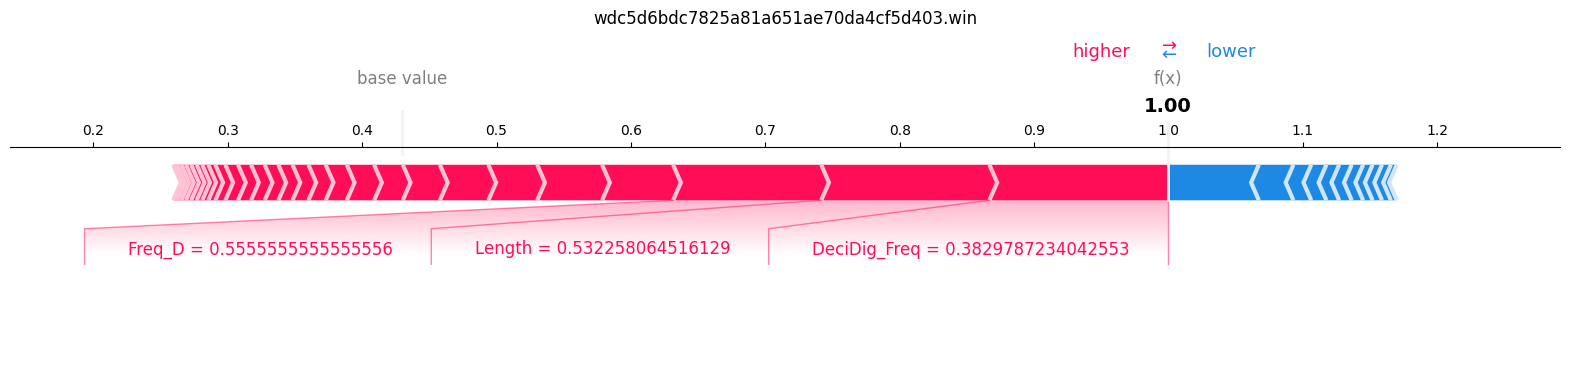 wdc5d6bdc7825a81a651ae70da4cf5d403.win
higher ⇄ lower
base value f(x)
1.00
0.2 0.3 0.4 0.5 0.6 0.7 0.8 0.9 1.0 1.1 1.2
Freq_D = 0.5555555555555556 Length = 0.532258064516129 DeciDig_Freq = 0.3829787234042553